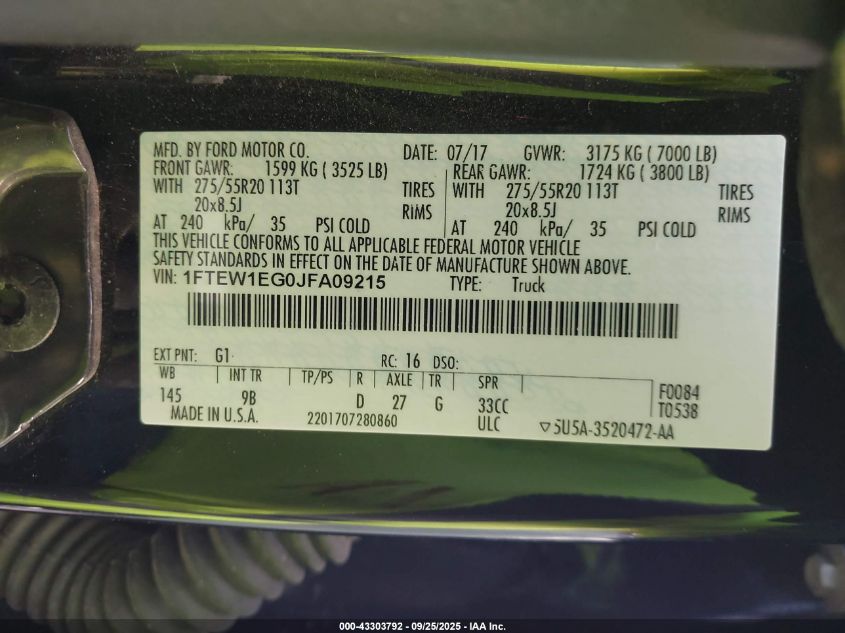 MFD. BY FORD MOTOR CO. DATE: 07/17 GVWR: 3175 KG ( 7000 LB)
FRONT GAWR: 1599 KG ( 3525 LB) REAR GAWR: 1724 KG ( 3800 LB)
WITH 275/55R20 113T TIRES WITH 275/55R20 113T TIRES
20x8.5J RIMS 20x8.5J RIMS
AT 240 kPa/ 35 PSI COLD AT 240 kPa/ 35 PSI COLD
THIS VEHICLE CONFORMS TO ALL APPLICABLE FEDERAL MOTOR VEHICLE
SAFETY STANDARDS IN EFFECT ON THE DATE OF MANUFACTURE SHOWN ABOVE.
VIN: 1FTEW1EG0JFA09215 TYPE: Truck
EXT PNT: G1 RC: 16 DSO:
WB INT TR TP/PS R AXLE TR SPR F0084
145 9B D 27 G 33CC T0538
MADE IN U.S.A. 2201707280860 ULC ▽5U5A-3520472-AA
000-43303792 - 09/25/2025 - IAA Inc.